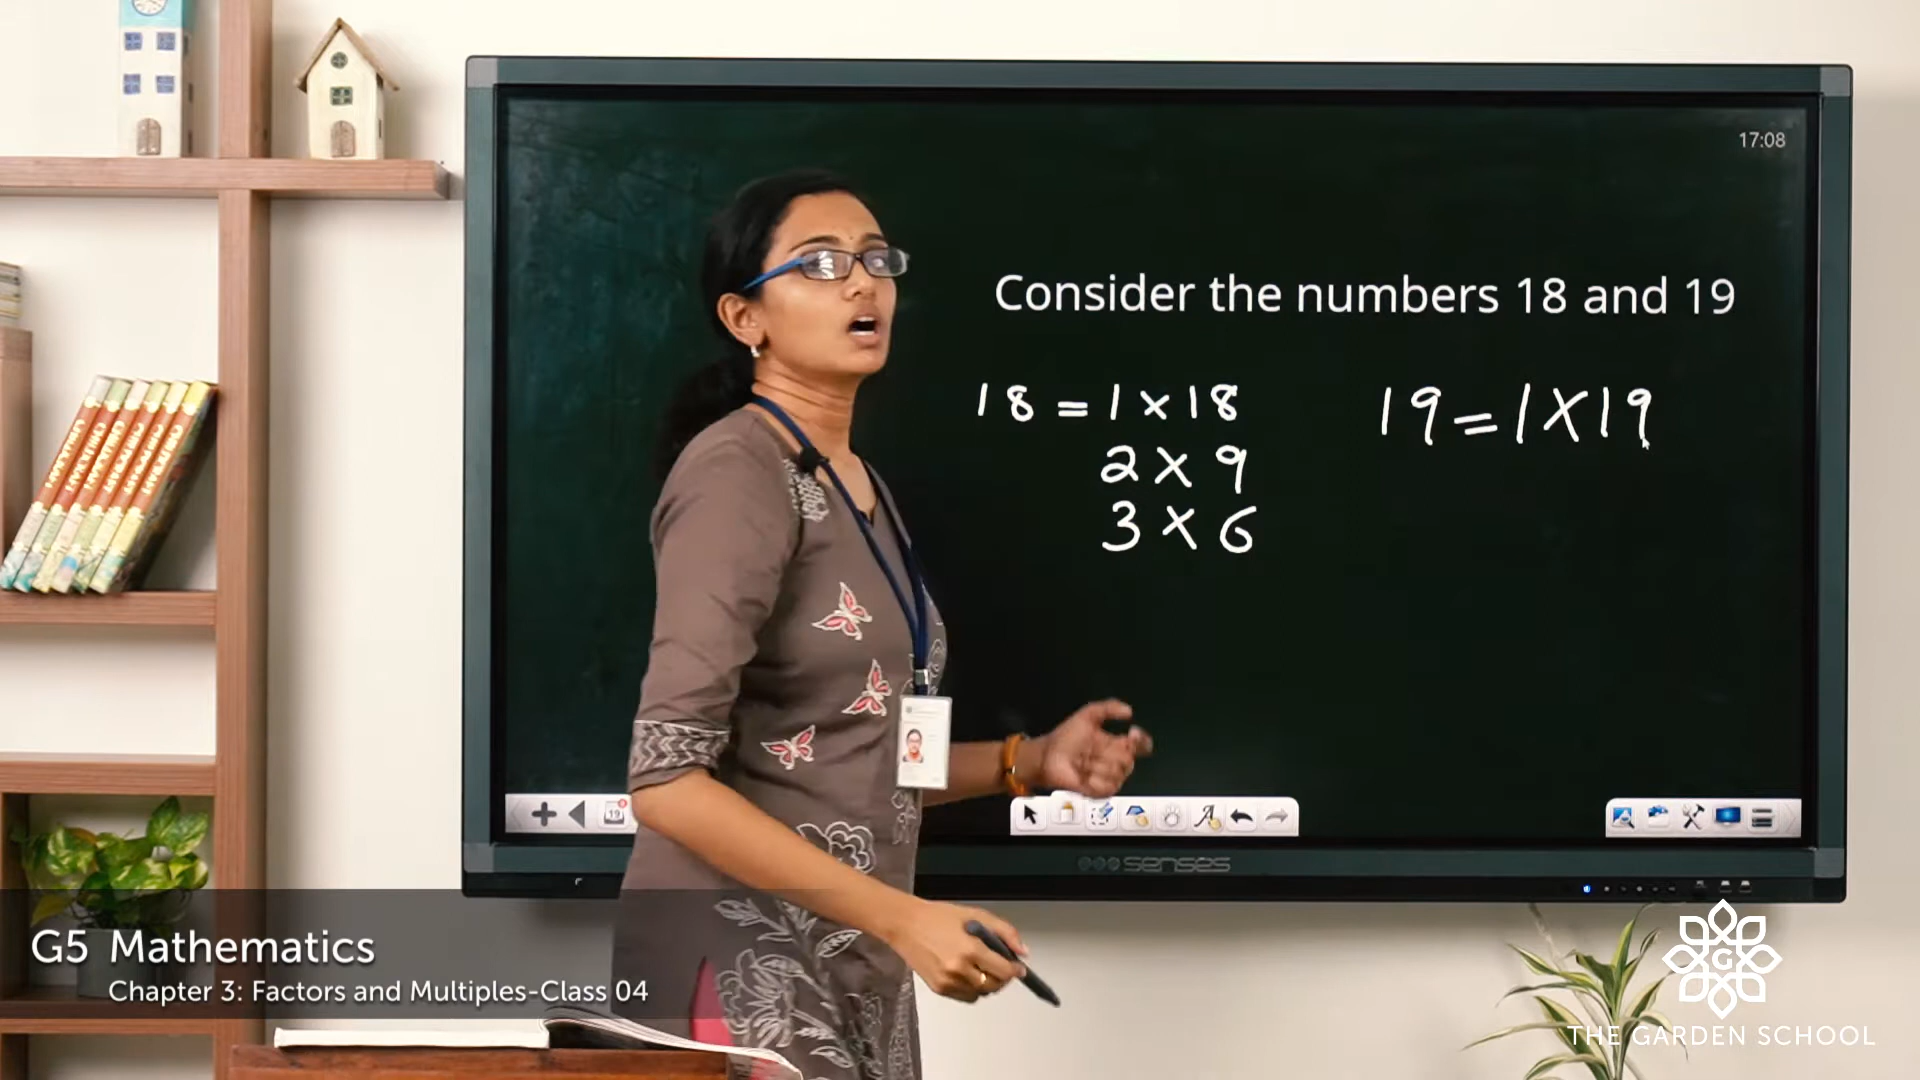 17:08
Consider the numbers 18 and 19
18 = 1 × 18
2 × 9
3 × 6
19 = 1 × 19
19
senses
G5 Mathematics
Chapter 3: Factors and Multiples-Class 04
G
THE GARDEN SCHOOL